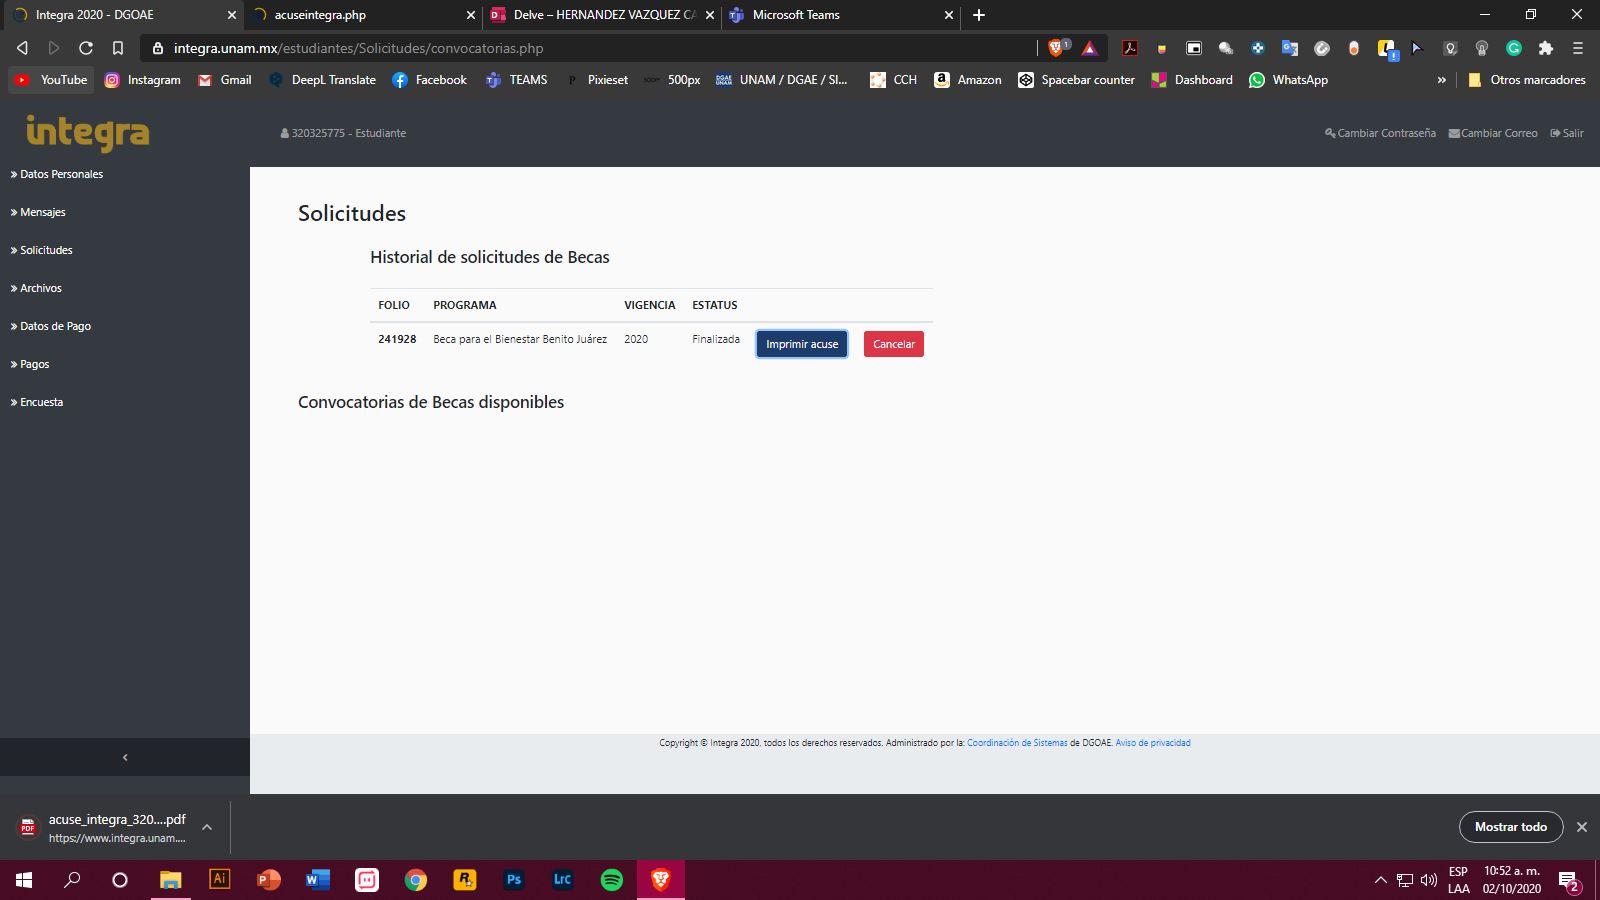 Integra 2020 - DGOAE
acuseintegra.php
Delve – HERNANDEZ VAZQUEZ CA
Microsoft Teams
integra.unam.mx/estudiantes/Solicitudes/convocatorias.php
1
YouTube
Instagram
Gmail
DeepL Translate
Facebook
TEAMS
Pixieset
500px
UNAM / DGAE / SI...
CCH
Amazon
Spacebar counter
Dashboard
WhatsApp
»
Otros marcadores
integra
320325775 - Estudiante
Cambiar Contraseña
Cambiar Correo
Salir
» Datos Personales
» Mensajes
» Solicitudes
» Archivos
» Datos de Pago
» Pagos
» Encuesta
Solicitudes
Historial de solicitudes de Becas
FOLIO PROGRAMA VIGENCIA ESTATUS
241928 Beca para el Bienestar Benito Juárez 2020 Finalizada Imprimir acuse Cancelar
Convocatorias de Becas disponibles
Copyright © Integra 2020, todos los derechos reservados. Administrado por la: Coordinación de Sistemas de DGOAE. Aviso de privacidad
PDF
acuse_integra_320....pdf
https://www.integra.unam....
Mostrar todo
Ai
Ps
Lrc
ESP
LAA
10:52 a. m.
02/10/2020
2